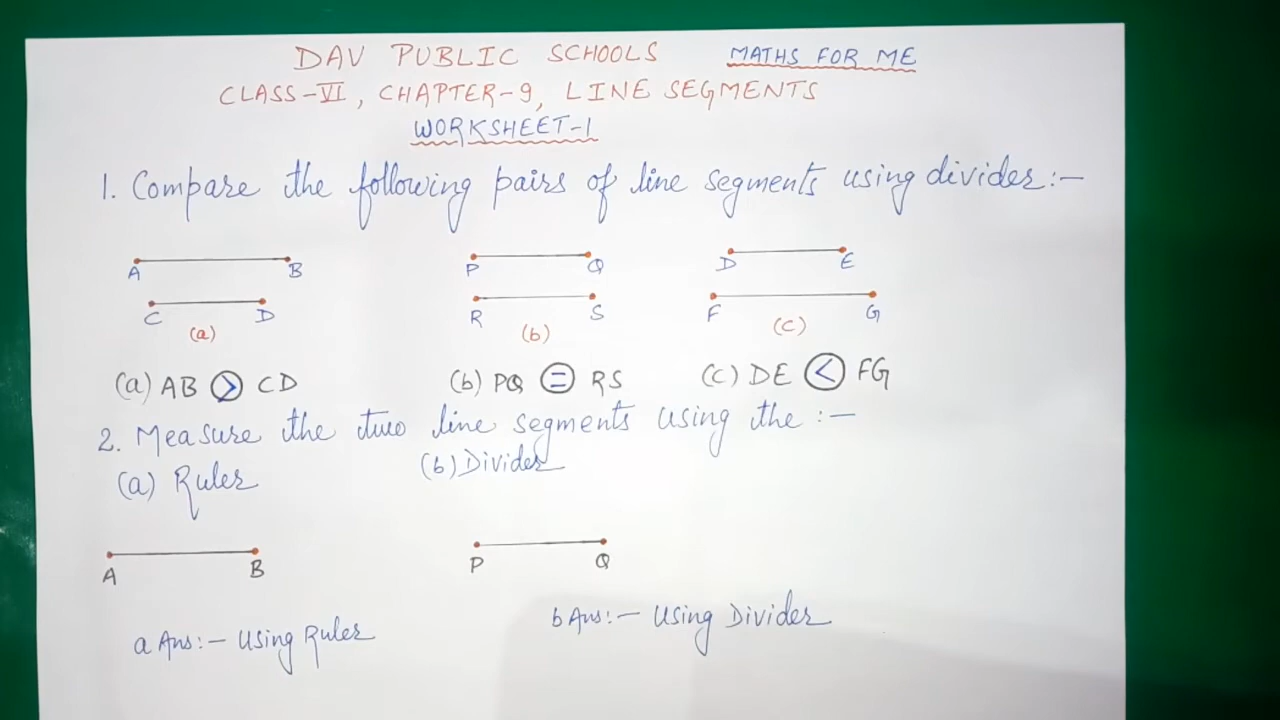 DAV PUBLIC SCHOOLS MATHS FOR ME
CLASS-VI, CHAPTER-9, LINE SEGMENTS
WORKSHEET-1
1. Compare the following pairs of line segments using divider:-
A B P Q D E
C D R S F G
(a) (b) (c)
(a) AB > CD (b) PQ = RS (c) DE < FG
2. Measure the two line segments using the :-
(a) Ruler (b) Divider
A B P Q
a Ans:- Using Ruler b Ans:- Using Divider